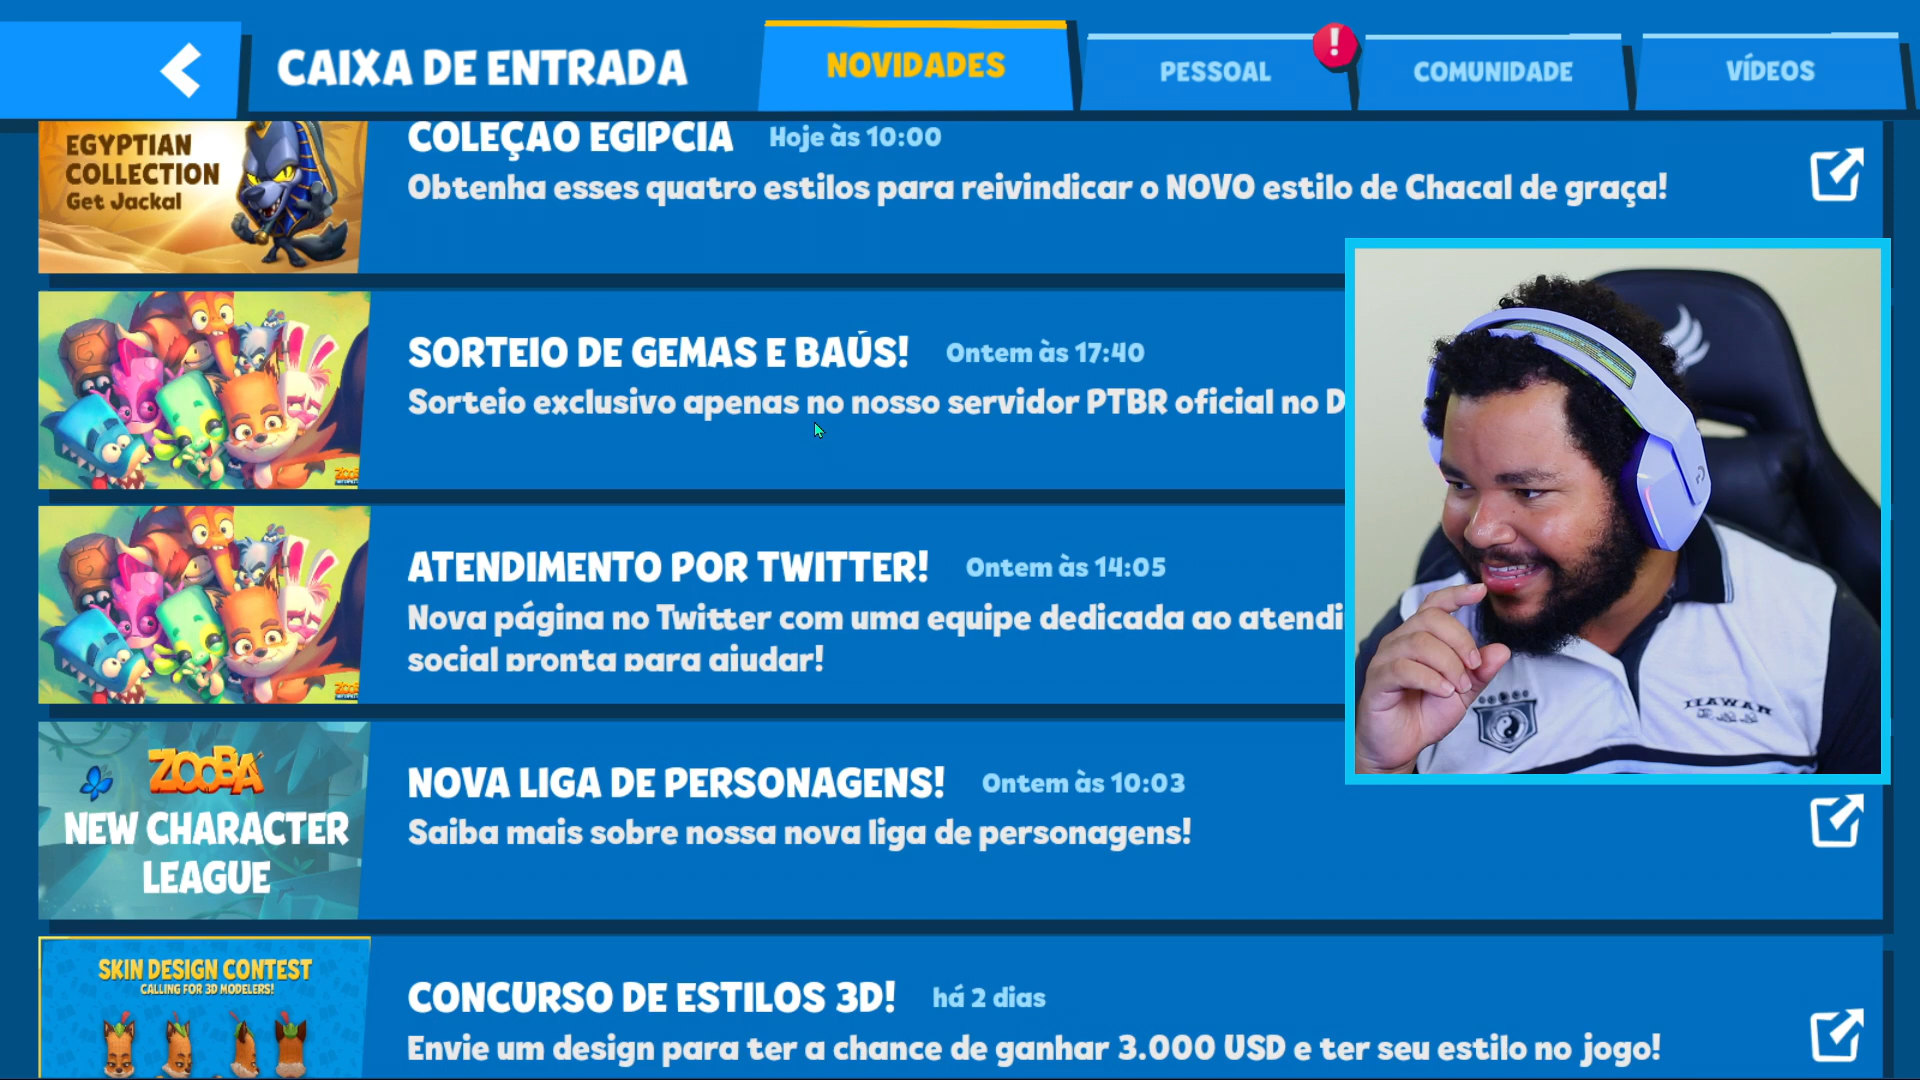 CAIXA DE ENTRADA
NOVIDADES
PESSOAL
!
COMUNIDADE
VÍDEOS
EGYPTIAN
COLLECTION
Get Jackal
COLEÇÃO EGÍPCIA Hoje às 10:00
Obtenha esses quatro estilos para reivindicar o NOVO estilo de Chacal de graça!
SORTEIO DE GEMAS E BAÚS! Ontem às 17:40
Sorteio exclusivo apenas no nosso servidor PTBR oficial no D
ATENDIMENTO POR TWITTER! Ontem às 14:05
Nova página no Twitter com uma equipe dedicada ao atendi
social pronta para ajudar!
ZOOBA
NEW CHARACTER
LEAGUE
NOVA LIGA DE PERSONAGENS! Ontem às 10:03
Saiba mais sobre nossa nova liga de personagens!
SKIN DESIGN CONTEST
CALLING FOR 3D MODELERS!
CONCURSO DE ESTILOS 3D! há 2 dias
Envie um design para ter a chance de ganhar 3.000 USD e ter seu estilo no jogo!